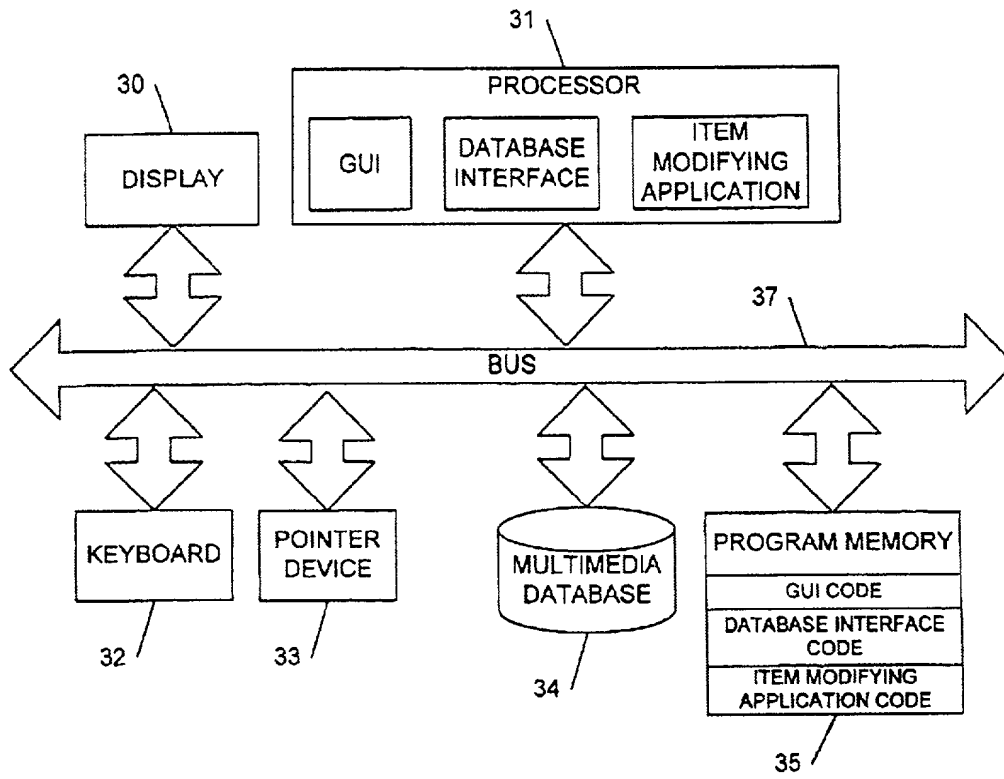 31
30
PROCESSOR
DISPLAY
GUI
DATABASE
INTERFACE
ITEM
MODIFYING
APPLICATION
37
BUS
KEYBOARD
POINTER
DEVICE
MULTIMEDIA
DATABASE
PROGRAM MEMORY
GUI CODE
DATABASE INTERFACE
CODE
ITEM MODIFYING
APPLICATION CODE
32
33
34
35